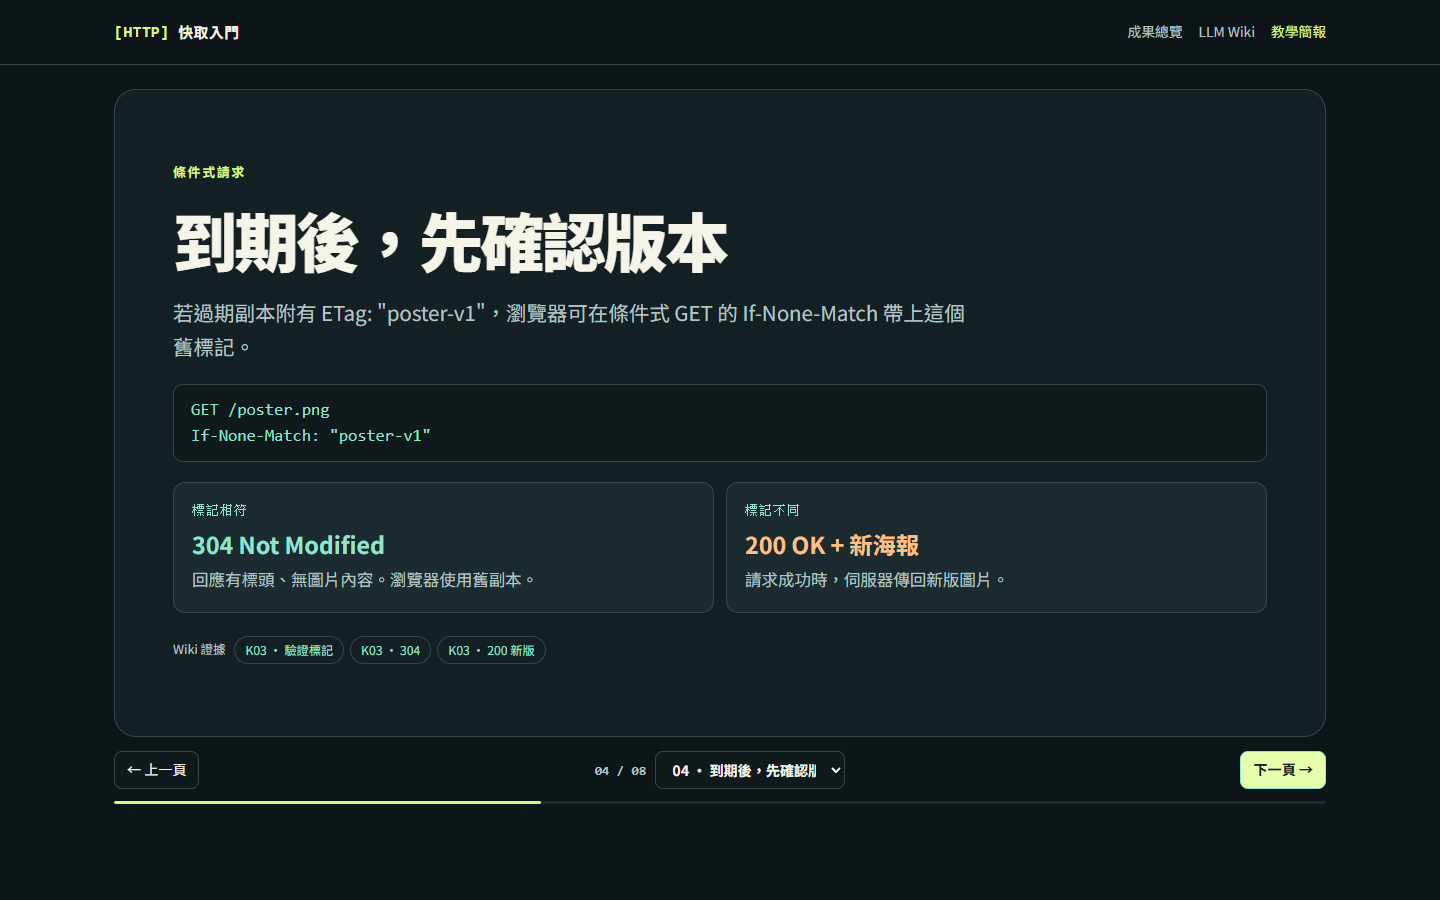 [HTTP] 快取入門
成果總覽 LLM Wiki 教學簡報
條件式請求
到期後，先確認版本
若過期副本附有 ETag: "poster-v1"，瀏覽器可在條件式 GET 的 If-None-Match 帶上這個
舊標記。
GET /poster.png
If-None-Match: "poster-v1"
標記相符
304 Not Modified
回應有標頭、無圖片內容。瀏覽器使用舊副本。
標記不同
200 OK + 新海報
請求成功時，伺服器傳回新版圖片。
Wiki 證據 K03・驗證標記 K03・304 K03・200 新版
← 上一頁
04 / 08
04・到期後，先確認
下一頁 →